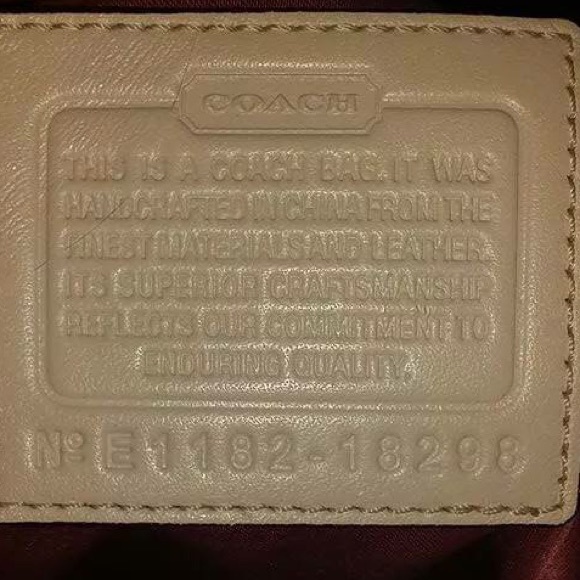 COACH
THIS IS A COACH BAG. IT WAS
HANDCRAFTED IN CHINA FROM THE
FINEST MATERIALS AND LEATHER.
ITS SUPERIOR CRAFTSMANSHIP
REFLECTS OUR COMMITMENT TO
ENDURING QUALITY.
Nº E1182-18298